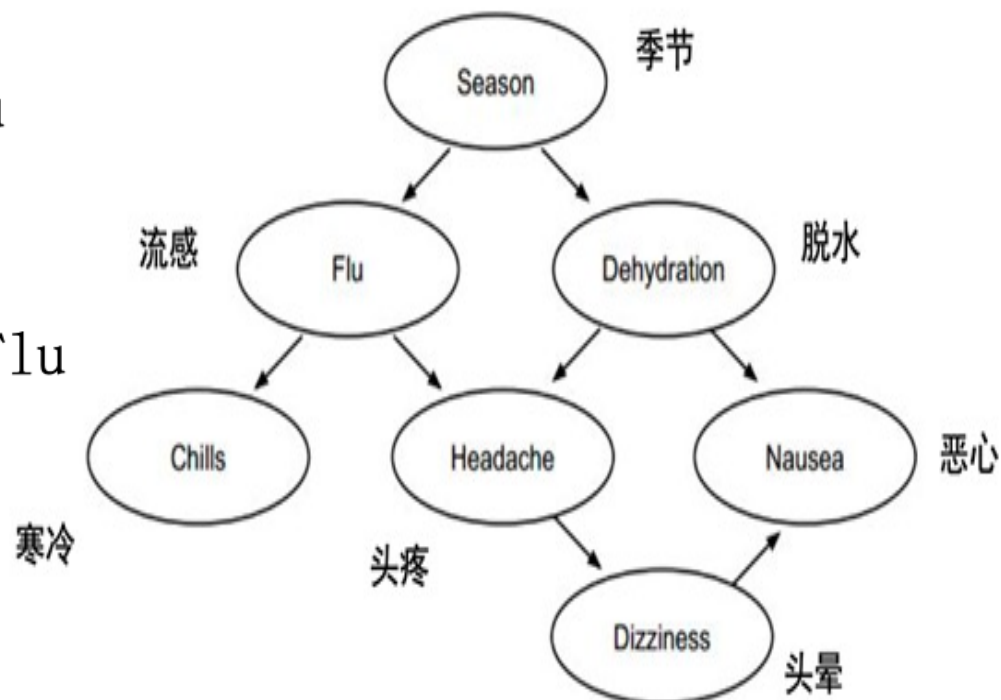 季节
Season
流感
Flu
Dehydration
脱水
lu
Chills
Headache
Nausea
恶心
寒冷
头疼
Dizziness
头晕